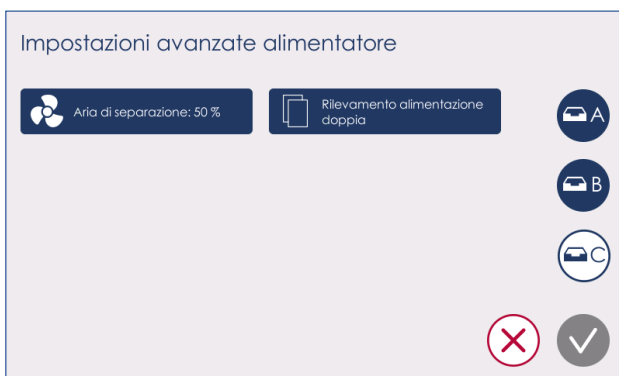 Impostazioni avanzate alimentatore
Aria di separazione: 50 %
Rilevamento alimentazione
doppia
A
B
C